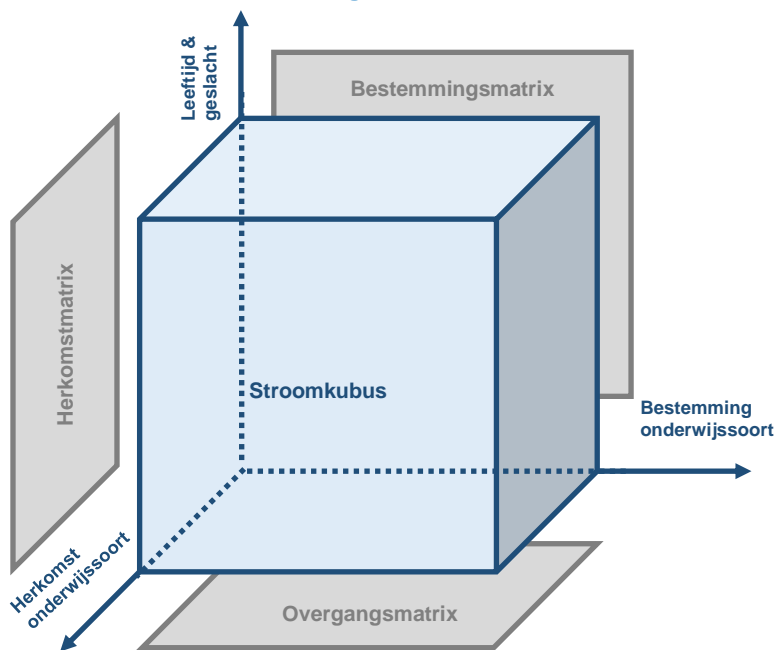 Leeftijd &
geslacht
Bestemmingsmatrix
Herkomstmatrix
Stroomkubus
Bestemming
onderwijssoort
Herkomst
onderwijssoort
Overgangsmatrix